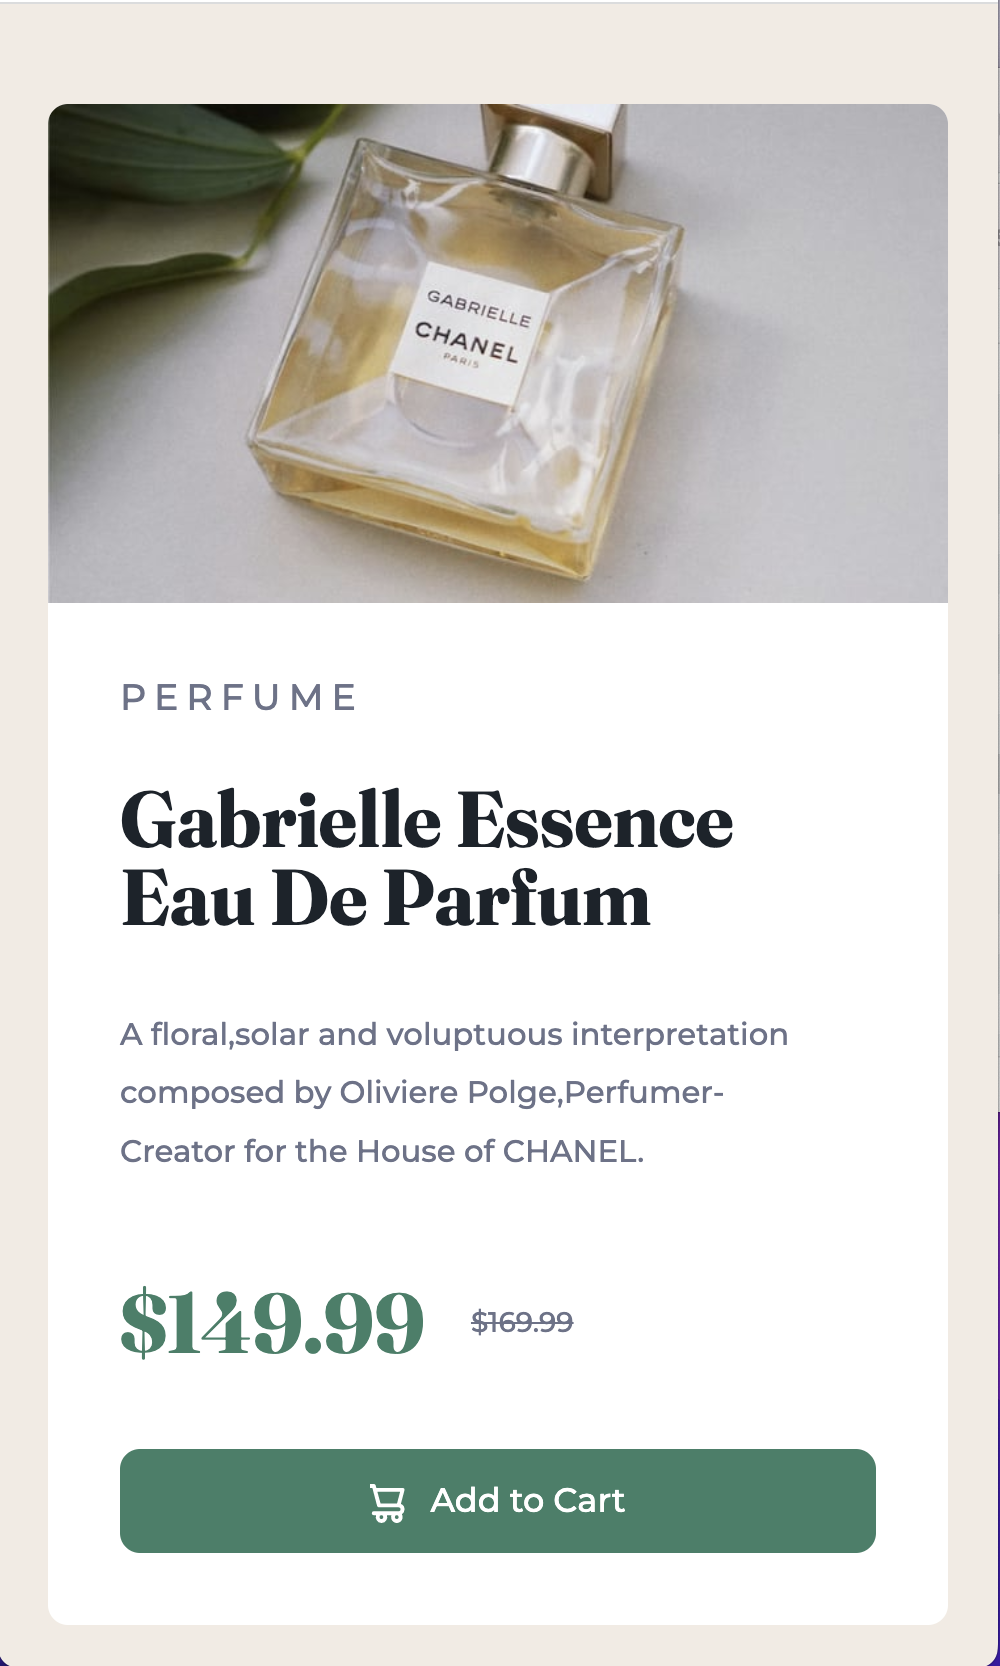 GABRIELLE
CHANEL
PARIS
PERFUME
Gabrielle Essence
Eau De Parfum
A floral,solar and voluptuous interpretation
composed by Oliviere Polge,Perfumer-
Creator for the House of CHANEL.
$149.99 $169.99
Add to Cart